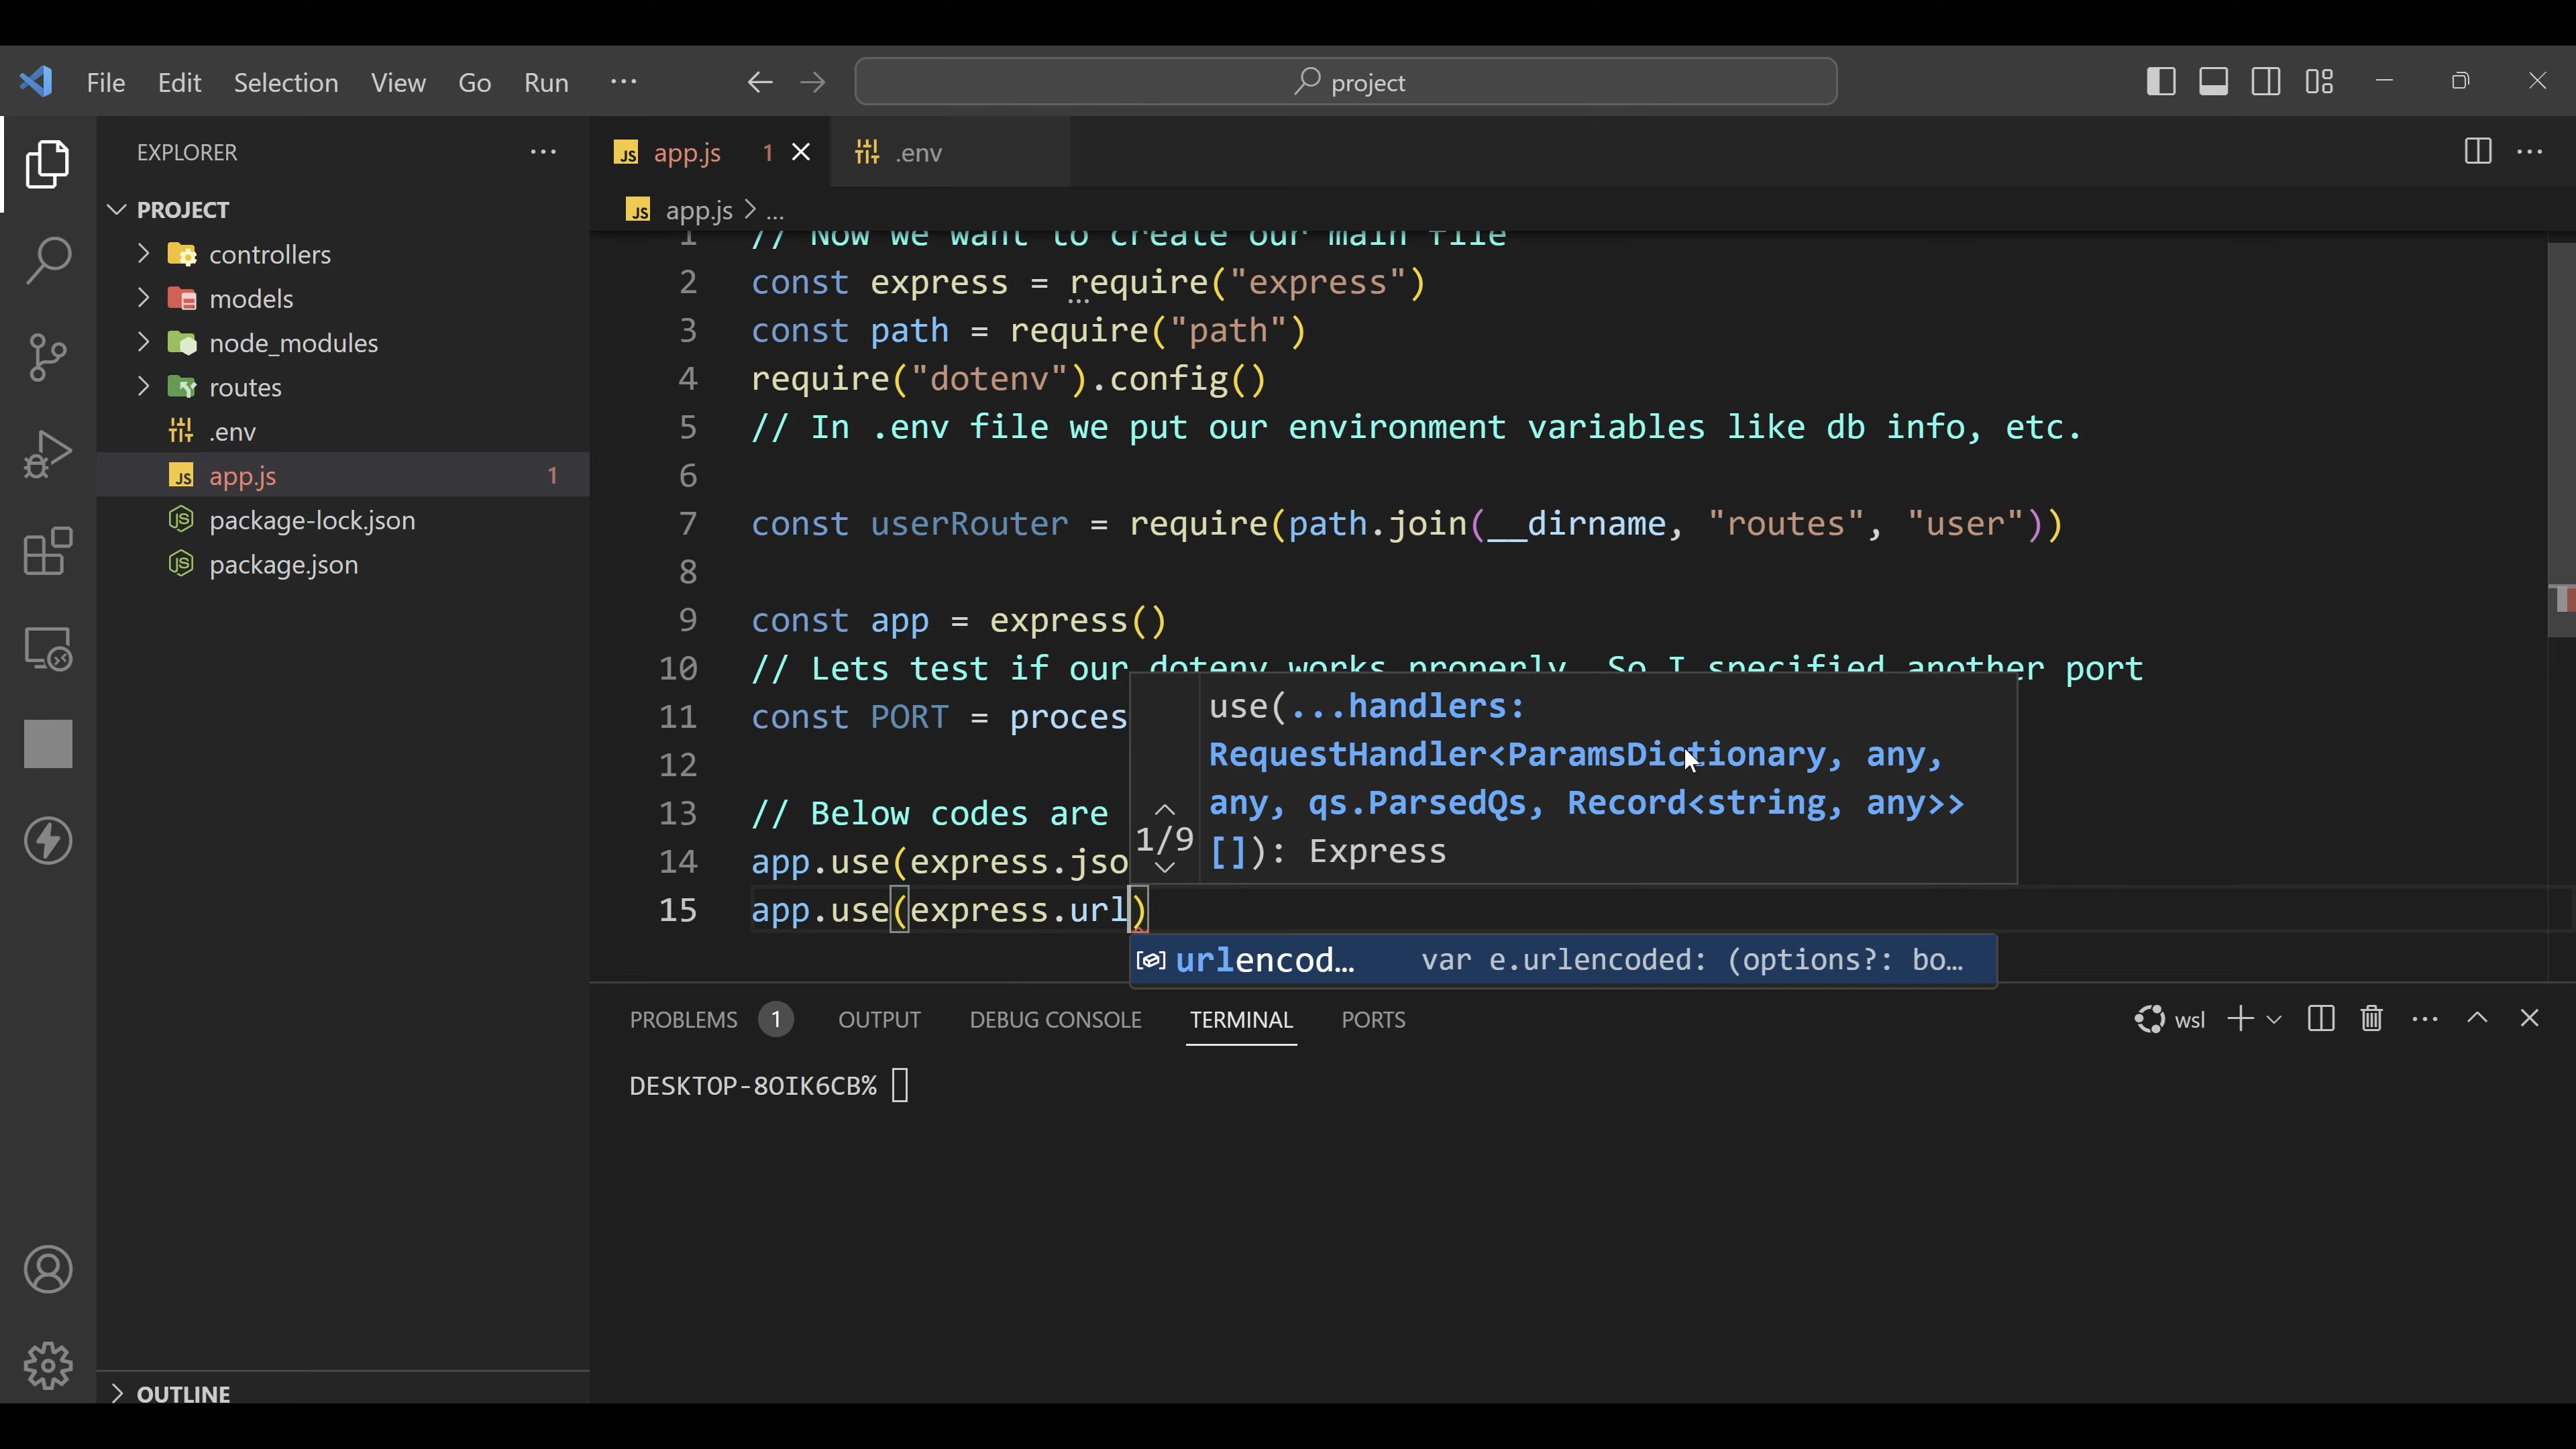 File Edit Selection View Go Run ...
project
EXPLORER ...
app.js 1
.env
PROJECT
app.js > ...
controllers
models
node_modules
routes
.env
app.js 1
package-lock.json
package.json
1 // Now we want to create our main file
2 const express = require("express")
3 const path = require("path")
4 require("dotenv").config()
5 // In .env file we put our environment variables like db info, etc.
6
7 const userRouter = require(path.join(__dirname, "routes", "user"))
8
9 const app = express()
10 // Lets test if our dotenv works properly. So I specified another port
11 const PORT = proces
12
13 // Below codes are
14 app.use(express.jso
15 app.use(express.url)
use(...handlers:
RequestHandler<ParamsDictionary, any,
any, qs.ParsedQs, Record<string, any>>
[]): Express
1/9
urlencod... var e.urlencoded: (options?: bo...
PROBLEMS 1 OUTPUT DEBUG CONSOLE TERMINAL PORTS
wsl
DESKTOP-8OIK6CB%
OUTLINE